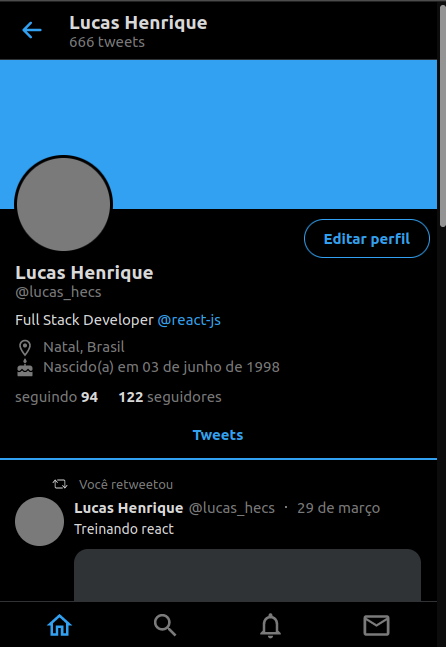 Lucas Henrique
666 tweets
Editar perfil
Lucas Henrique
@lucas_hecs
Full Stack Developer @react-js
Natal, Brasil
Nascido(a) em 03 de junho de 1998
seguindo 94 122 seguidores
Tweets
Você retweetou
Lucas Henrique @lucas_hecs · 29 de março
Treinando react